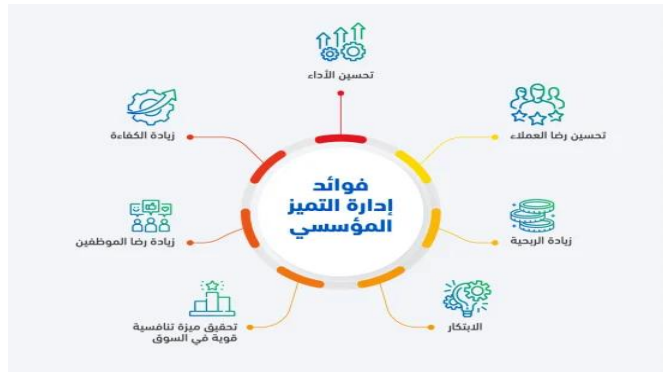 تحسين الأداء
تحسين رضا العملاء
زيادة الربحية
الابتكار
تحقيق ميزة تنافسية
قوية في السوق
زيادة رضا الموظفين
زيادة الكفاءة
فوائد
إدارة التميز
المؤسسي